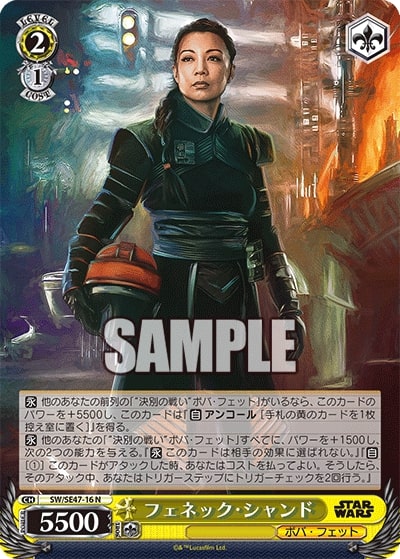 LEVEL
2
1
COST
SAMPLE
永 他のあなたの前列の「“決別の戦い”ボバ・フェット」がいるなら、このカードの
パワーを+5500し、このカードは『永 アンコール [手札の黄のカードを1枚
控え室に置く]』を得る。
永 他のあなたの「“決別の戦い”ボバ・フェット」すべてに、パワーを+1500し、
次の2つの能力を与える。『永 このカードは相手の効果に選ばれない。』『自
[(1)] このカードがアタックした時、あなたはコストを払ってよい。そうしたら、
そのアタック中、あなたはトリガーステップにトリガーチェックを2回行う。』
CH SW/SE47-16 N
5500
フェネック・シャンド
STAR WARS
ボバ・フェット
©&™Lucasfilm Ltd.